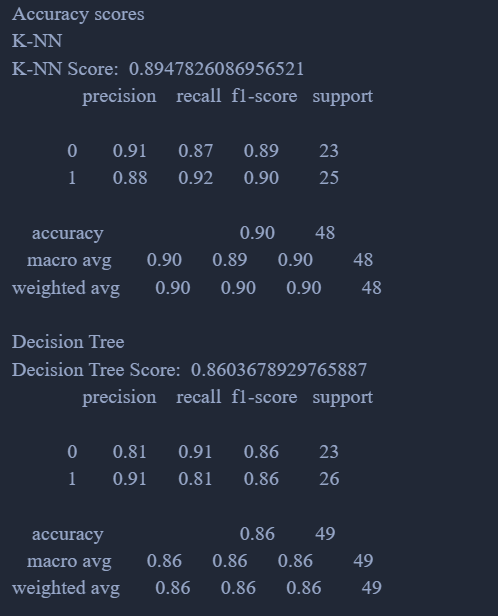 Accuracy scores
K-NN
K-NN Score: 0.8947826086956521
precision recall f1-score support
0 0.91 0.87 0.89 23
1 0.88 0.92 0.90 25
accuracy 0.90 48
macro avg 0.90 0.89 0.90 48
weighted avg 0.90 0.90 0.90 48
Decision Tree
Decision Tree Score: 0.8603678929765887
precision recall f1-score support
0 0.81 0.91 0.86 23
1 0.91 0.81 0.86 26
accuracy 0.86 49
macro avg 0.86 0.86 0.86 49
weighted avg 0.86 0.86 0.86 49